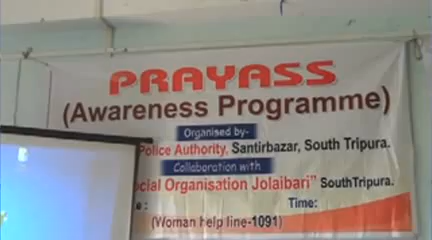 PRAYASS
(Awareness Programme)
Organised by-
Police Authority, Santirbazar, South Tripura.
Collaboration with
ocial Organisation Jolaibari" SouthTripura.
e : Time:
(Woman help line-1091)